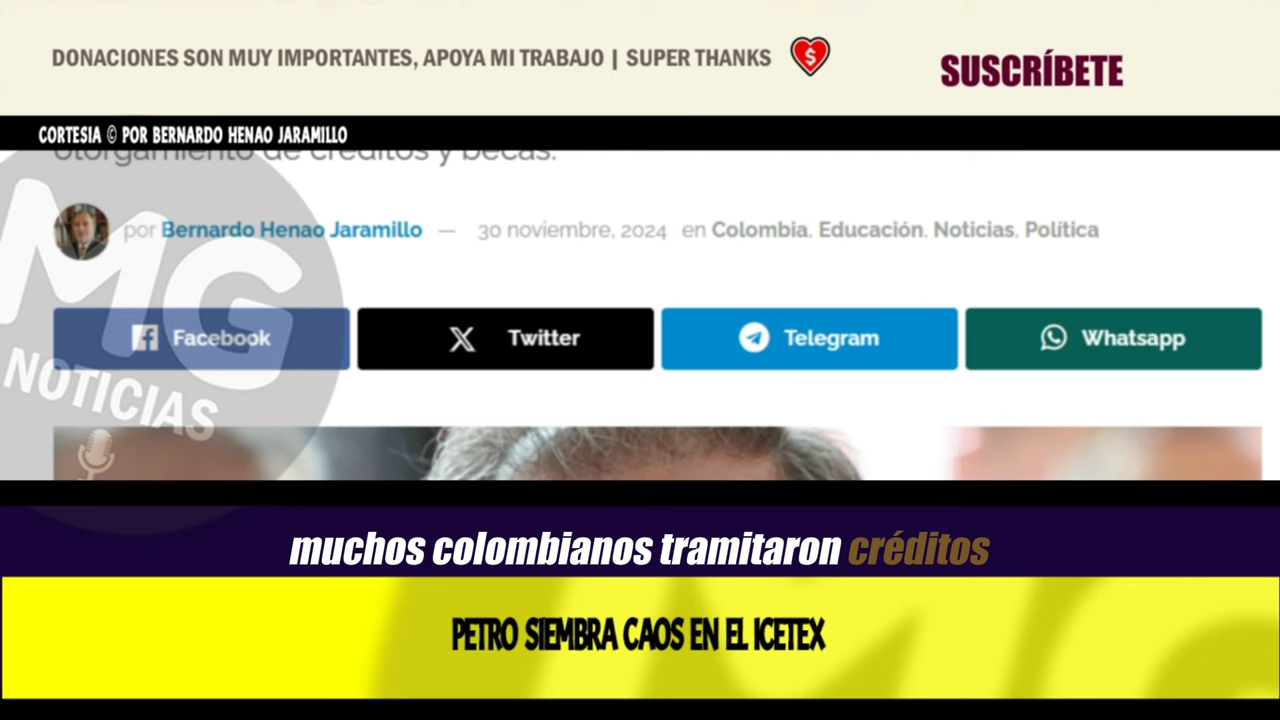 DONACIONES SON MUY IMPORTANTES, APOYA MI TRABAJO | SUPER THANKS
SUSCRÍBETE
CORTESIA © POR BERNARDO HENAO JARAMILLO
otorgamiento de créditos y becas.
por Bernardo Henao Jaramillo — 30 noviembre, 2024 en Colombia, Educación, Noticias, Política
Facebook
Twitter
Telegram
Whatsapp
MG
NOTICIAS
muchos colombianos tramitaron créditos
PETRO SIEMBRA CAOS EN EL ICETEX
MG